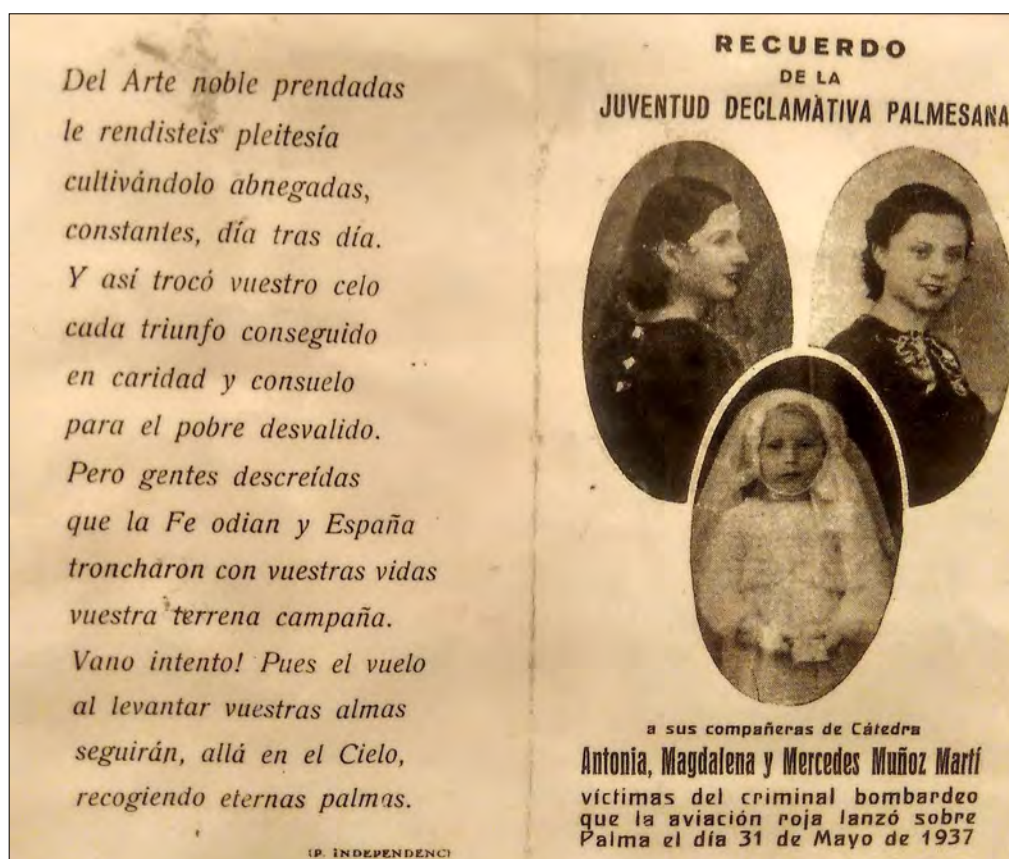 Del Arte noble prendadas
le rendisteis pleitesía
cultivándolo abnegadas,
constantes, día tras día.
Y así trocó vuestro celo
cada triunfo conseguido
en caridad y consuelo
para el pobre desvalido.
Pero gentes descreídas
que la Fe odian y España
troncharon con vuestras vidas
vuestra terrena campaña.
Vano intento! Pues el vuelo
al levantar vuestras almas
seguirán, allá en el Cielo,
recogiendo eternas palmas.
(P. INDEPENDENCI
RECUERDO
DE LA
JUVENTUD DECLAMÀTIVA PALMESANA
a sus compañeras de Cátedra
Antonia, Magdalena y Mercedes Muñoz Martí
víctimas del criminal bombardeo
que la aviación roja lanzó sobre
Palma el día 31 de Mayo de 1937